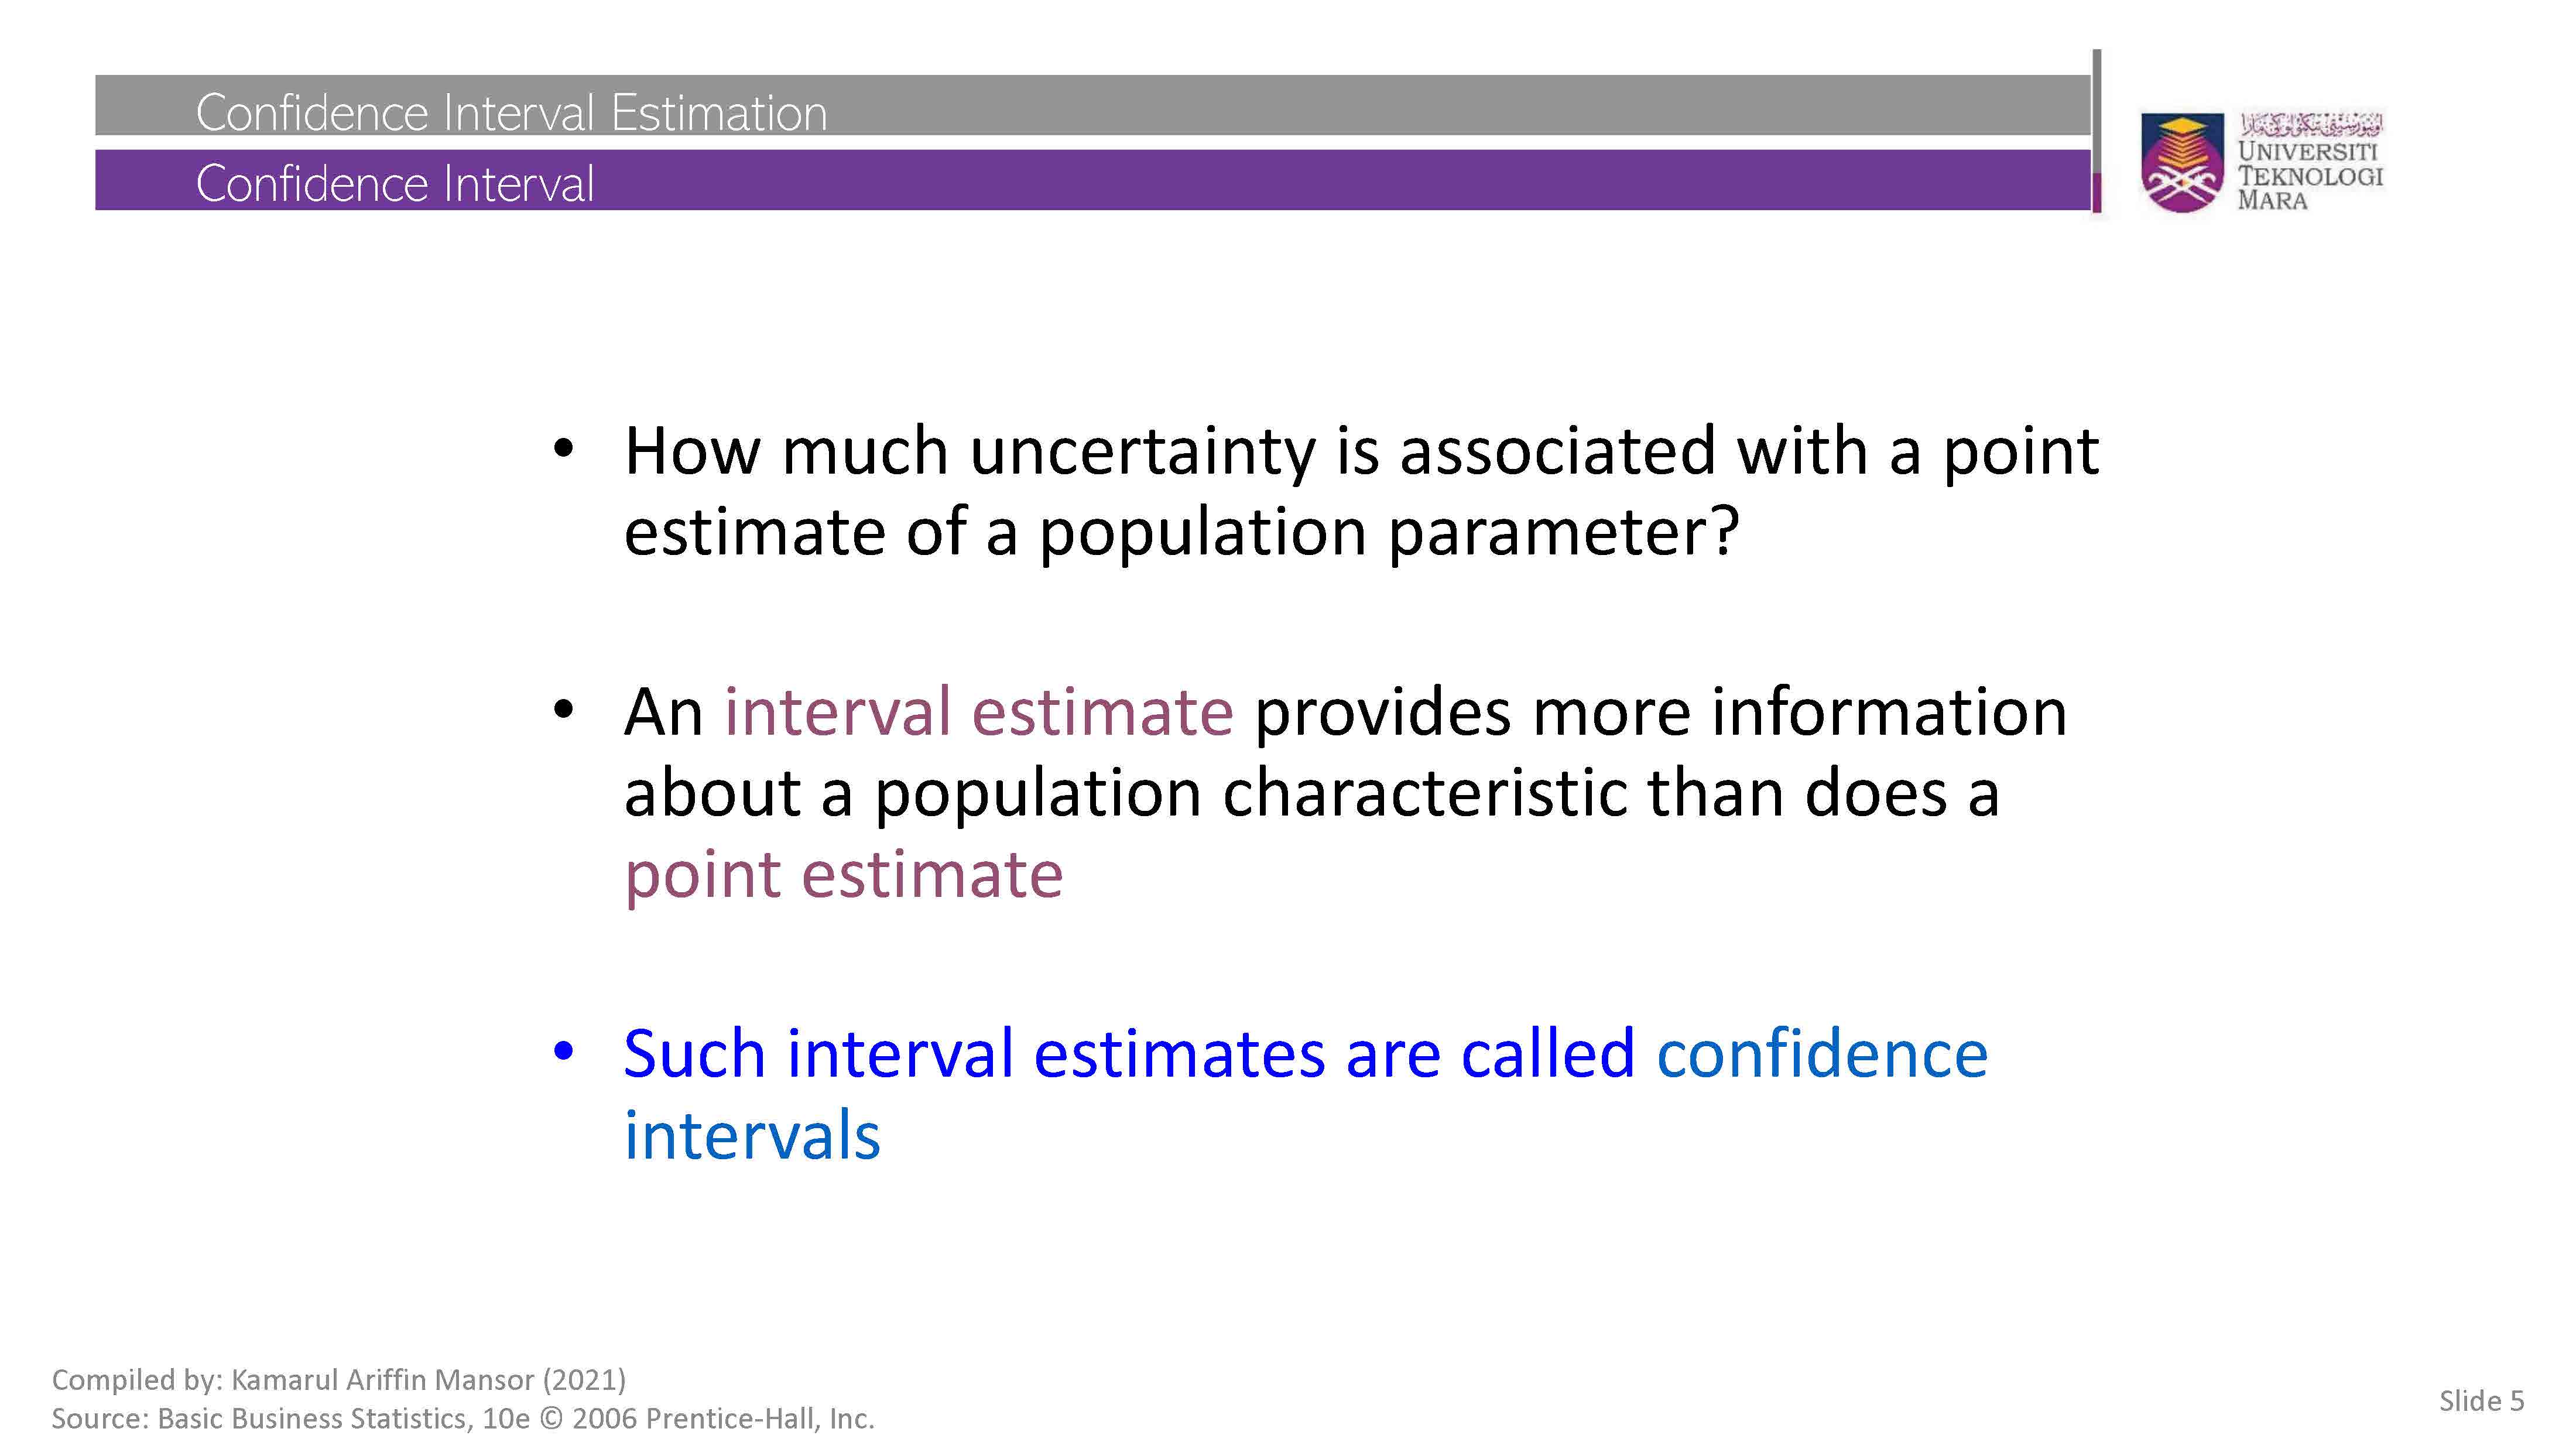 Confidence Interval Estimation
Confidence Interval
UNIVERSITI
TEKNOLOGI
MARA
• How much uncertainty is associated with a point
estimate of a population parameter?
• An interval estimate provides more information
about a population characteristic than does a
point estimate
• Such interval estimates are called confidence
intervals
Compiled by: Kamarul Ariffin Mansor (2021)
Source: Basic Business Statistics, 10e © 2006 Prentice-Hall, Inc.
Slide 5